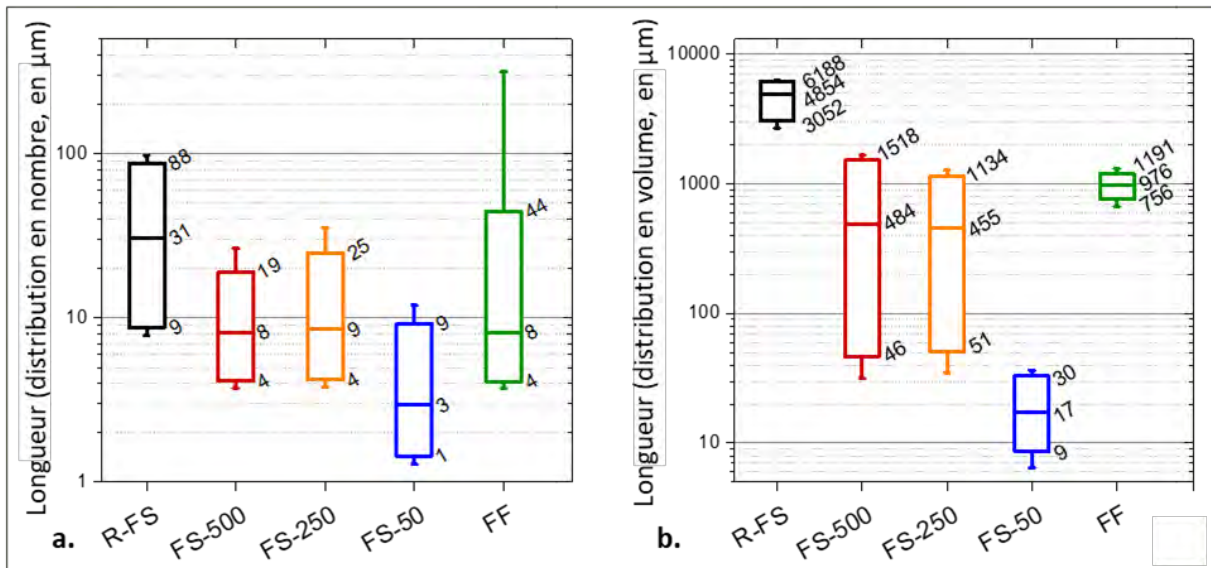 Longueur (distribution en nombre, en µm)
100
10
1
88
31
9
19
8
4
25
9
4
9
3
1
44
8
4
R-FS
FS-500
FS-250
FS-50
FF
a.
Longueur (distribution en volume, en µm)
10000
1000
100
10
6188
4854
3052
1518
484
46
1134
455
51
30
17
9
1191
976
756
R-FS
FS-500
FS-250
FS-50
FF
b.